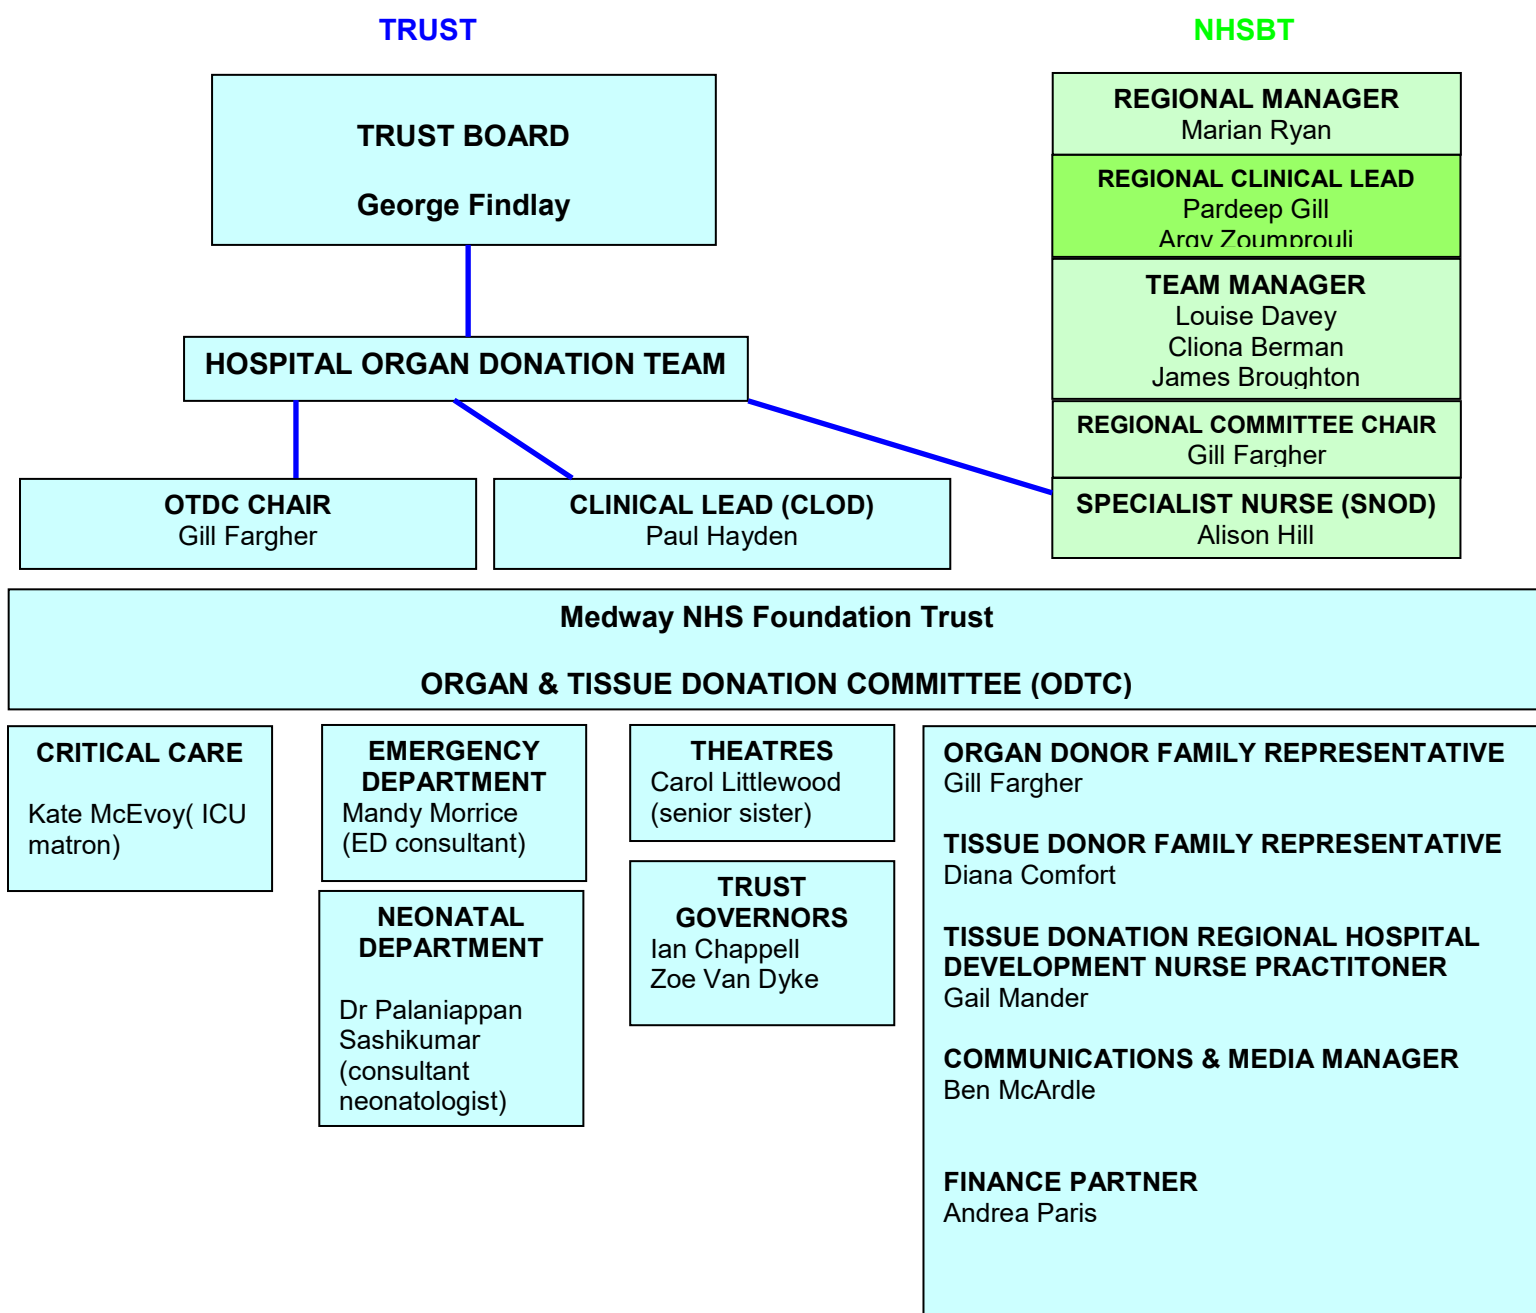 TRUST
NHSBT
TRUST BOARD
George Findlay
REGIONAL MANAGER
Marian Ryan
REGIONAL CLINICAL LEAD
Pardeep Gill
Argy Zoumprouli
TEAM MANAGER
Louise Davey
Cliona Berman
James Broughton
REGIONAL COMMITTEE CHAIR
Gill Fargher
SPECIALIST NURSE (SNOD)
Alison Hill
HOSPITAL ORGAN DONATION TEAM
OTDC CHAIR
Gill Fargher
CLINICAL LEAD (CLOD)
Paul Hayden
Medway NHS Foundation Trust
ORGAN & TISSUE DONATION COMMITTEE (ODTC)
CRITICAL CARE
Kate McEvoy( ICU
matron)
EMERGENCY
DEPARTMENT
Mandy Morrice
(ED consultant)
NEONATAL
DEPARTMENT
Dr Palaniappan
Sashikumar
(consultant
neonatologist)
THEATRES
Carol Littlewood
(senior sister)
TRUST
GOVERNORS
Ian Chappell
Zoe Van Dyke
ORGAN DONOR FAMILY REPRESENTATIVE
Gill Fargher
TISSUE DONOR FAMILY REPRESENTATIVE
Diana Comfort
TISSUE DONATION REGIONAL HOSPITAL
DEVELOPMENT NURSE PRACTITONER
Gail Mander
COMMUNICATIONS & MEDIA MANAGER
Ben McArdle
FINANCE PARTNER
Andrea Paris